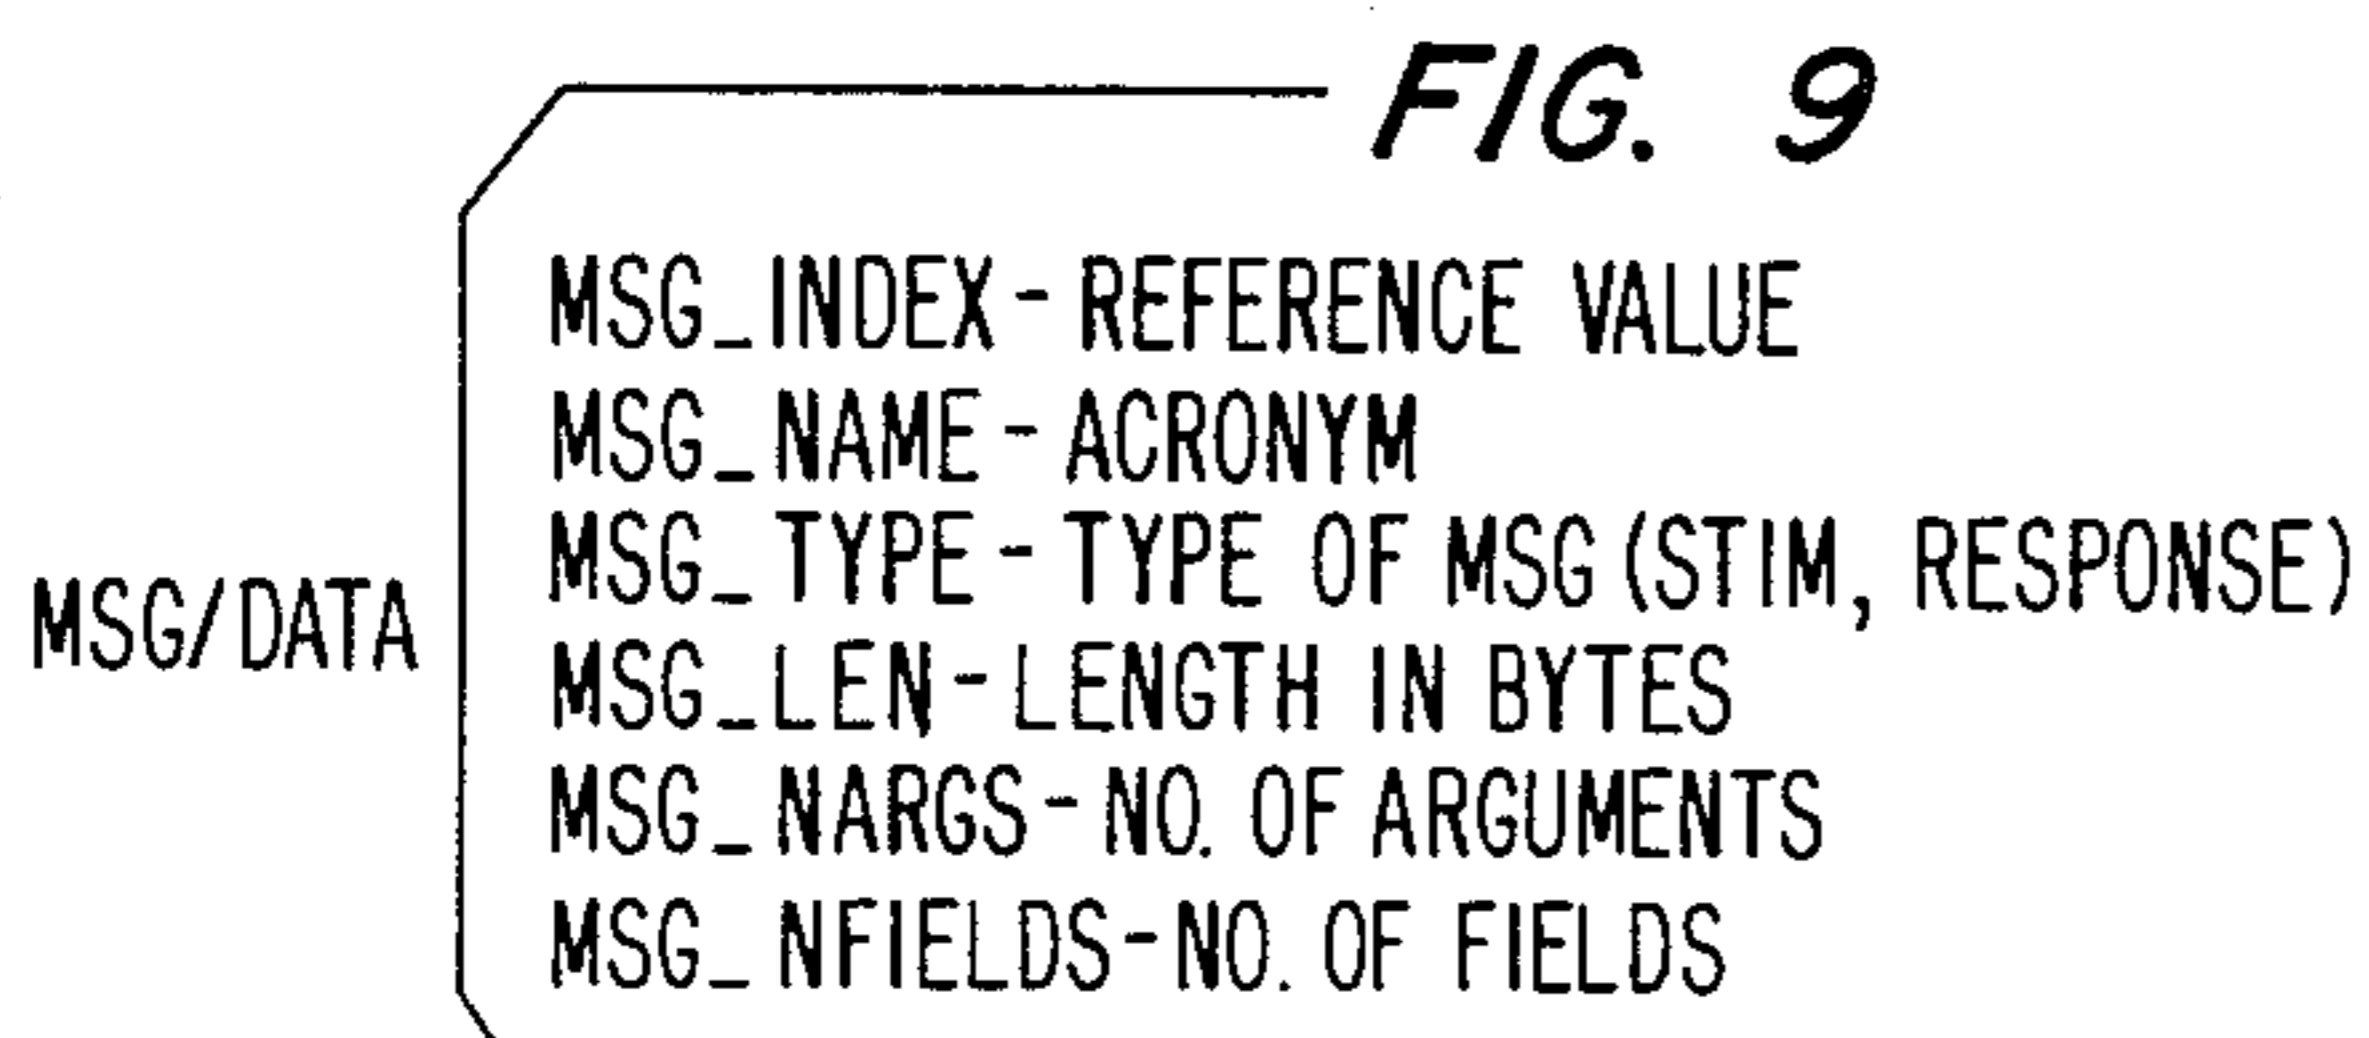 FIG. 9
MSG_INDEX - REFERENCE VALUE
MSG_NAME - ACRONYM
MSG_TYPE - TYPE OF MSG (STIM, RESPONSE)
MSG/DATA
MSG_LEN - LENGTH IN BYTES
MSG_NARGS - NO. OF ARGUMENTS
MSG_NFIELDS - NO. OF FIELDS